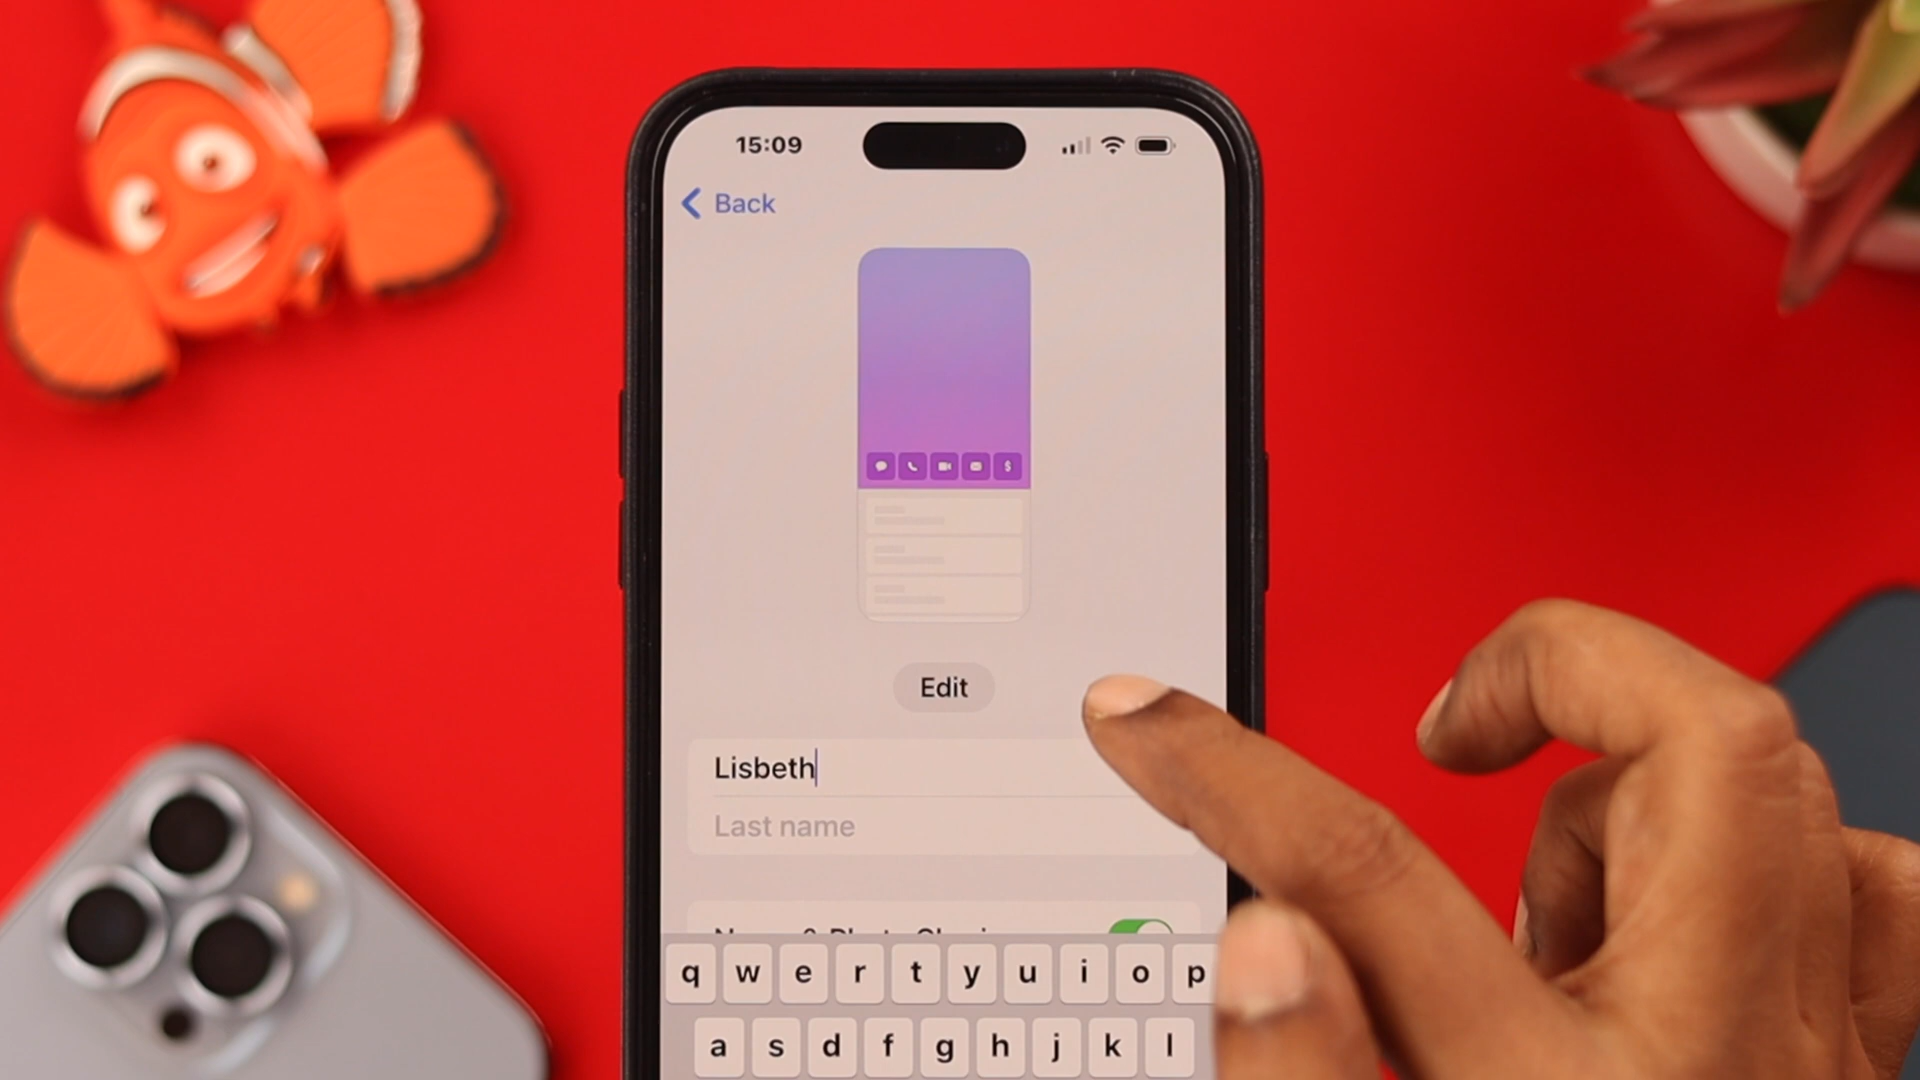 15:09
Back
$
Edit
Lisbeth
Last name
q w e r t y u i o p
a s d f g h j k l